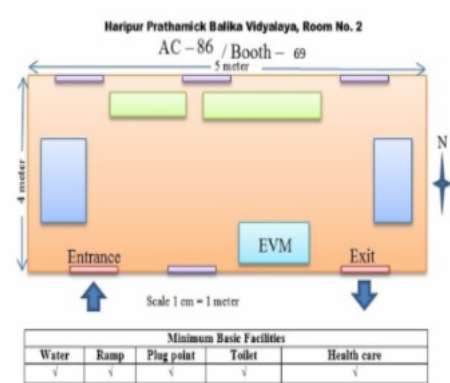 Haripur Prathamick Balika Vidyalaya, Room No. 2
AC – 86 / Booth – 69
5 meter
4 meter
N
EVM
Entrance
Exit
Scale 1 cm = 1 meter
Minimum Basic Facilities
Water Ramp Plug point Toilet Health care
√ √ √ √ √